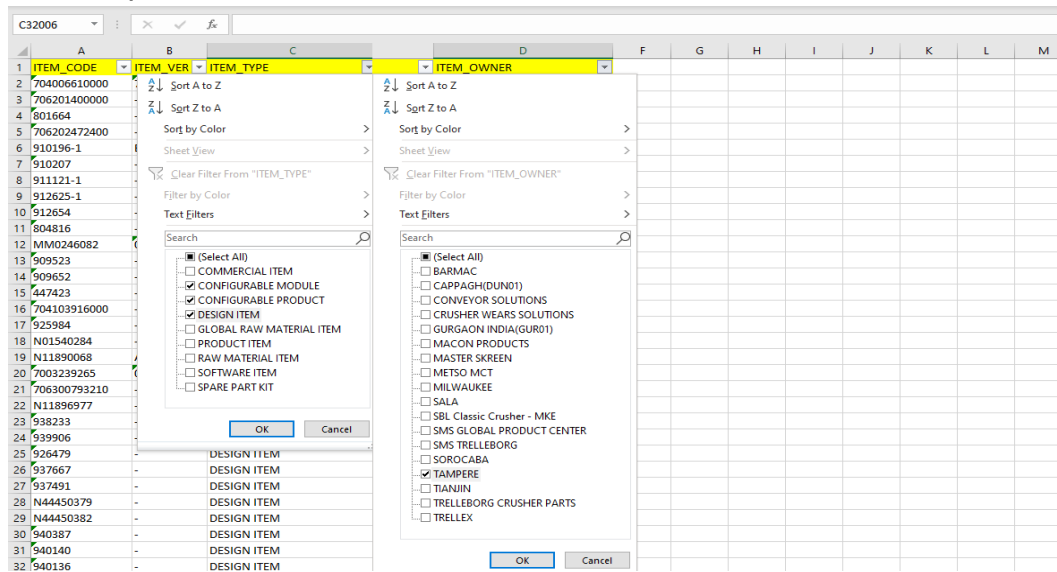 C32006 fx
A B C D F G H I J K L M
1 ITEM_CODE ITEM_VER ITEM_TYPE ITEM_OWNER
2 704006610000
3 706201400000 -
4 801664 -
5 706202472400 -
6 910196-1
7 910207 -
8 911121-1 -
9 912625-1 -
10 912654 -
11 804816 -
12 MM0246082
13 909523 -
14 909652 -
15 447423 -
16 704103916000 -
17 925984 -
18 N01540284 -
19 N11890068
20 7003239265
21 706300793210 -
22 N11896977 -
23 938233 -
24 939906 -
25 926479 - DESIGN ITEM
26 937667 - DESIGN ITEM
27 937491 - DESIGN ITEM
28 N44450379 - DESIGN ITEM
29 N44450382 - DESIGN ITEM
30 940387 - DESIGN ITEM
31 940140 - DESIGN ITEM
32 940136 - DESIGN ITEM
Sort A to Z
Sort Z to A
Sort by Color
Sheet View
Clear Filter From "ITEM_TYPE"
Filter by Color
Text Filters
Search
(Select All)
COMMERCIAL ITEM
CONFIGURABLE MODULE
CONFIGURABLE PRODUCT
DESIGN ITEM
GLOBAL RAW MATERIAL ITEM
PRODUCT ITEM
RAW MATERIAL ITEM
SOFTWARE ITEM
SPARE PART KIT
OK Cancel
Sort A to Z
Sort Z to A
Sort by Color
Sheet View
Clear Filter From "ITEM_OWNER"
Filter by Color
Text Filters
Search
(Select All)
BARMAC
CAPPAGH(DUN01)
CONVEYOR SOLUTIONS
CRUSHER WEARS SOLUTIONS
GURGAON INDIA(GUR01)
MACON PRODUCTS
MASTER SKREEN
METSO MCT
MILWAUKEE
SALA
SBL Classic Crusher - MKE
SMS GLOBAL PRODUCT CENTER
SMS TRELLEBORG
SOROCABA
TAMPERE
TIANJIN
TRELLEBORG CRUSHER PARTS
TRELLEX
OK Cancel